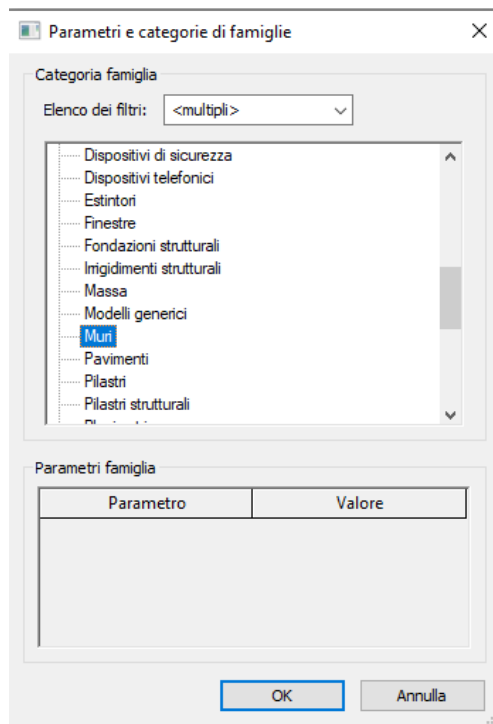 Parametri e categorie di famiglie
Categoria famiglia
Elenco dei filtri: <multipli>
Dispositivi di sicurezza
Dispositivi telefonici
Estintori
Finestre
Fondazioni strutturali
Irrigidimenti strutturali
Massa
Modelli generici
Muri
Pavimenti
Pilastri
Pilastri strutturali
Parametri famiglia
Parametro Valore
OK Annulla